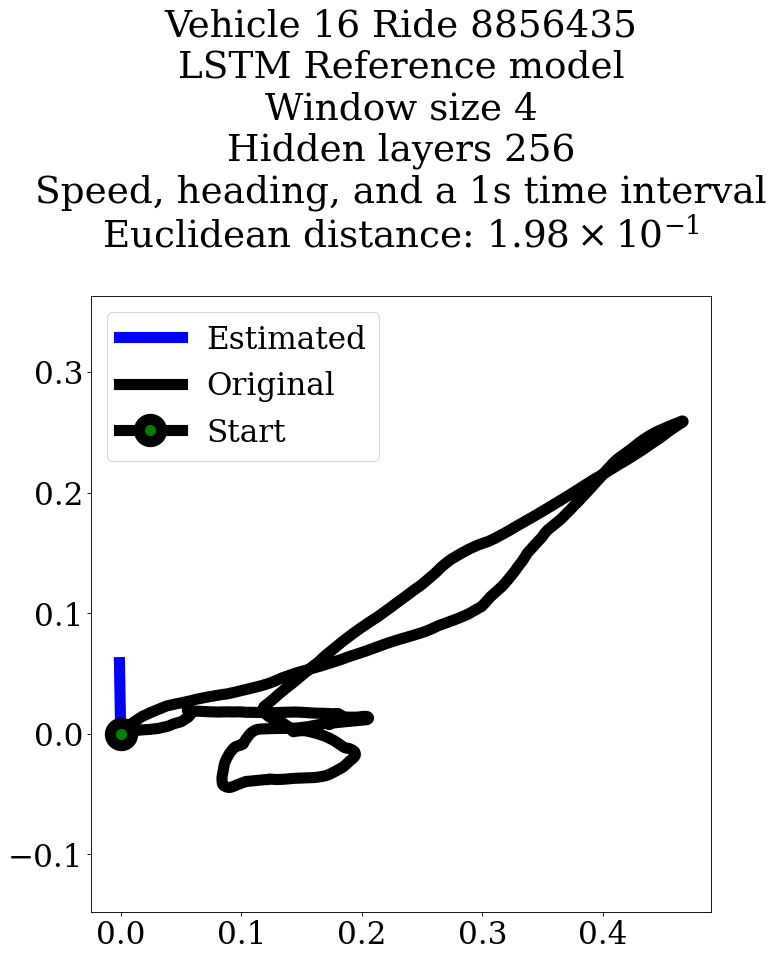 Vehicle 16 Ride 8856435
LSTM Reference model
Window size 4
Hidden layers 256
Speed, heading, and a 1s time interval
Euclidean distance: 1.98 × 10⁻¹
Estimated
Original
Start
0.3
0.2
0.1
0.0
−0.1
0.0 0.1 0.2 0.3 0.4